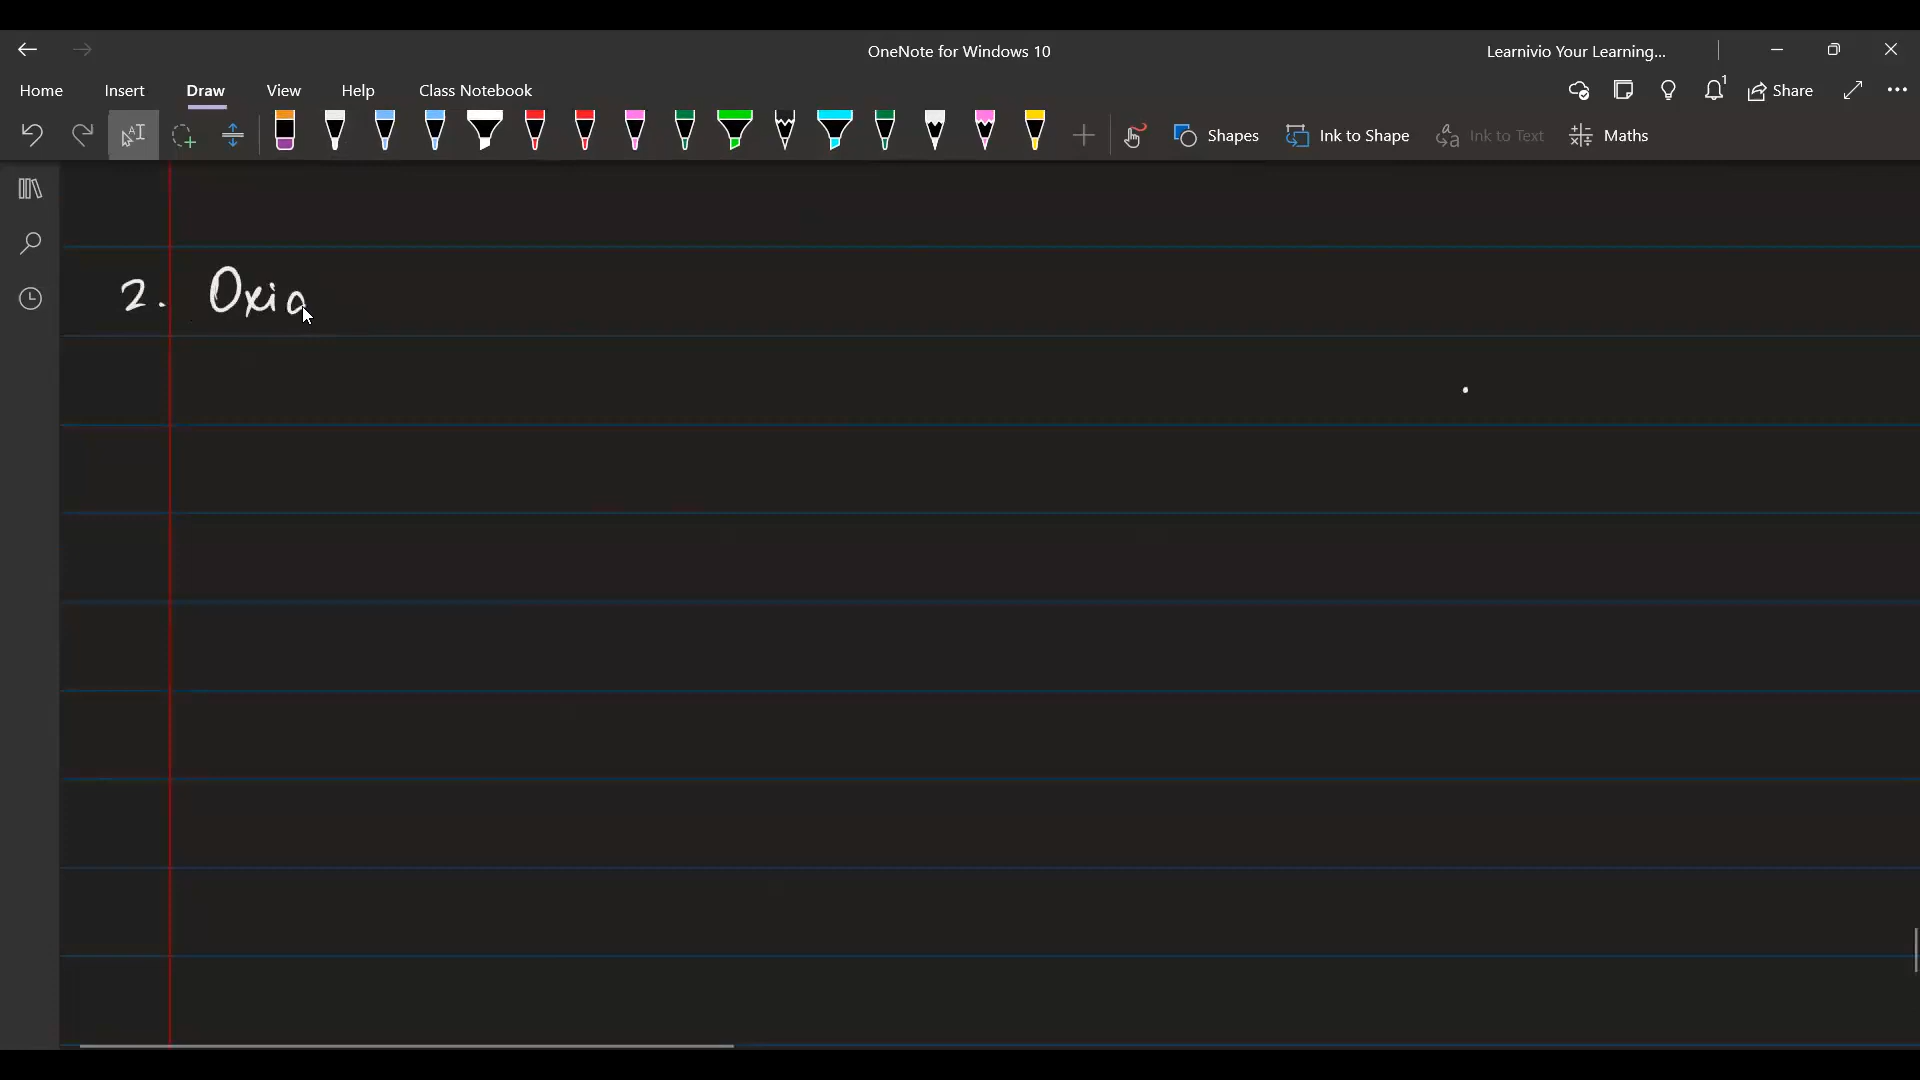 OneNote for Windows 10
Learnivio Your Learning...
Home Insert Draw View Help Class Notebook
1 Share
Shapes Ink to Shape Ink to Text Maths
2. Oxia